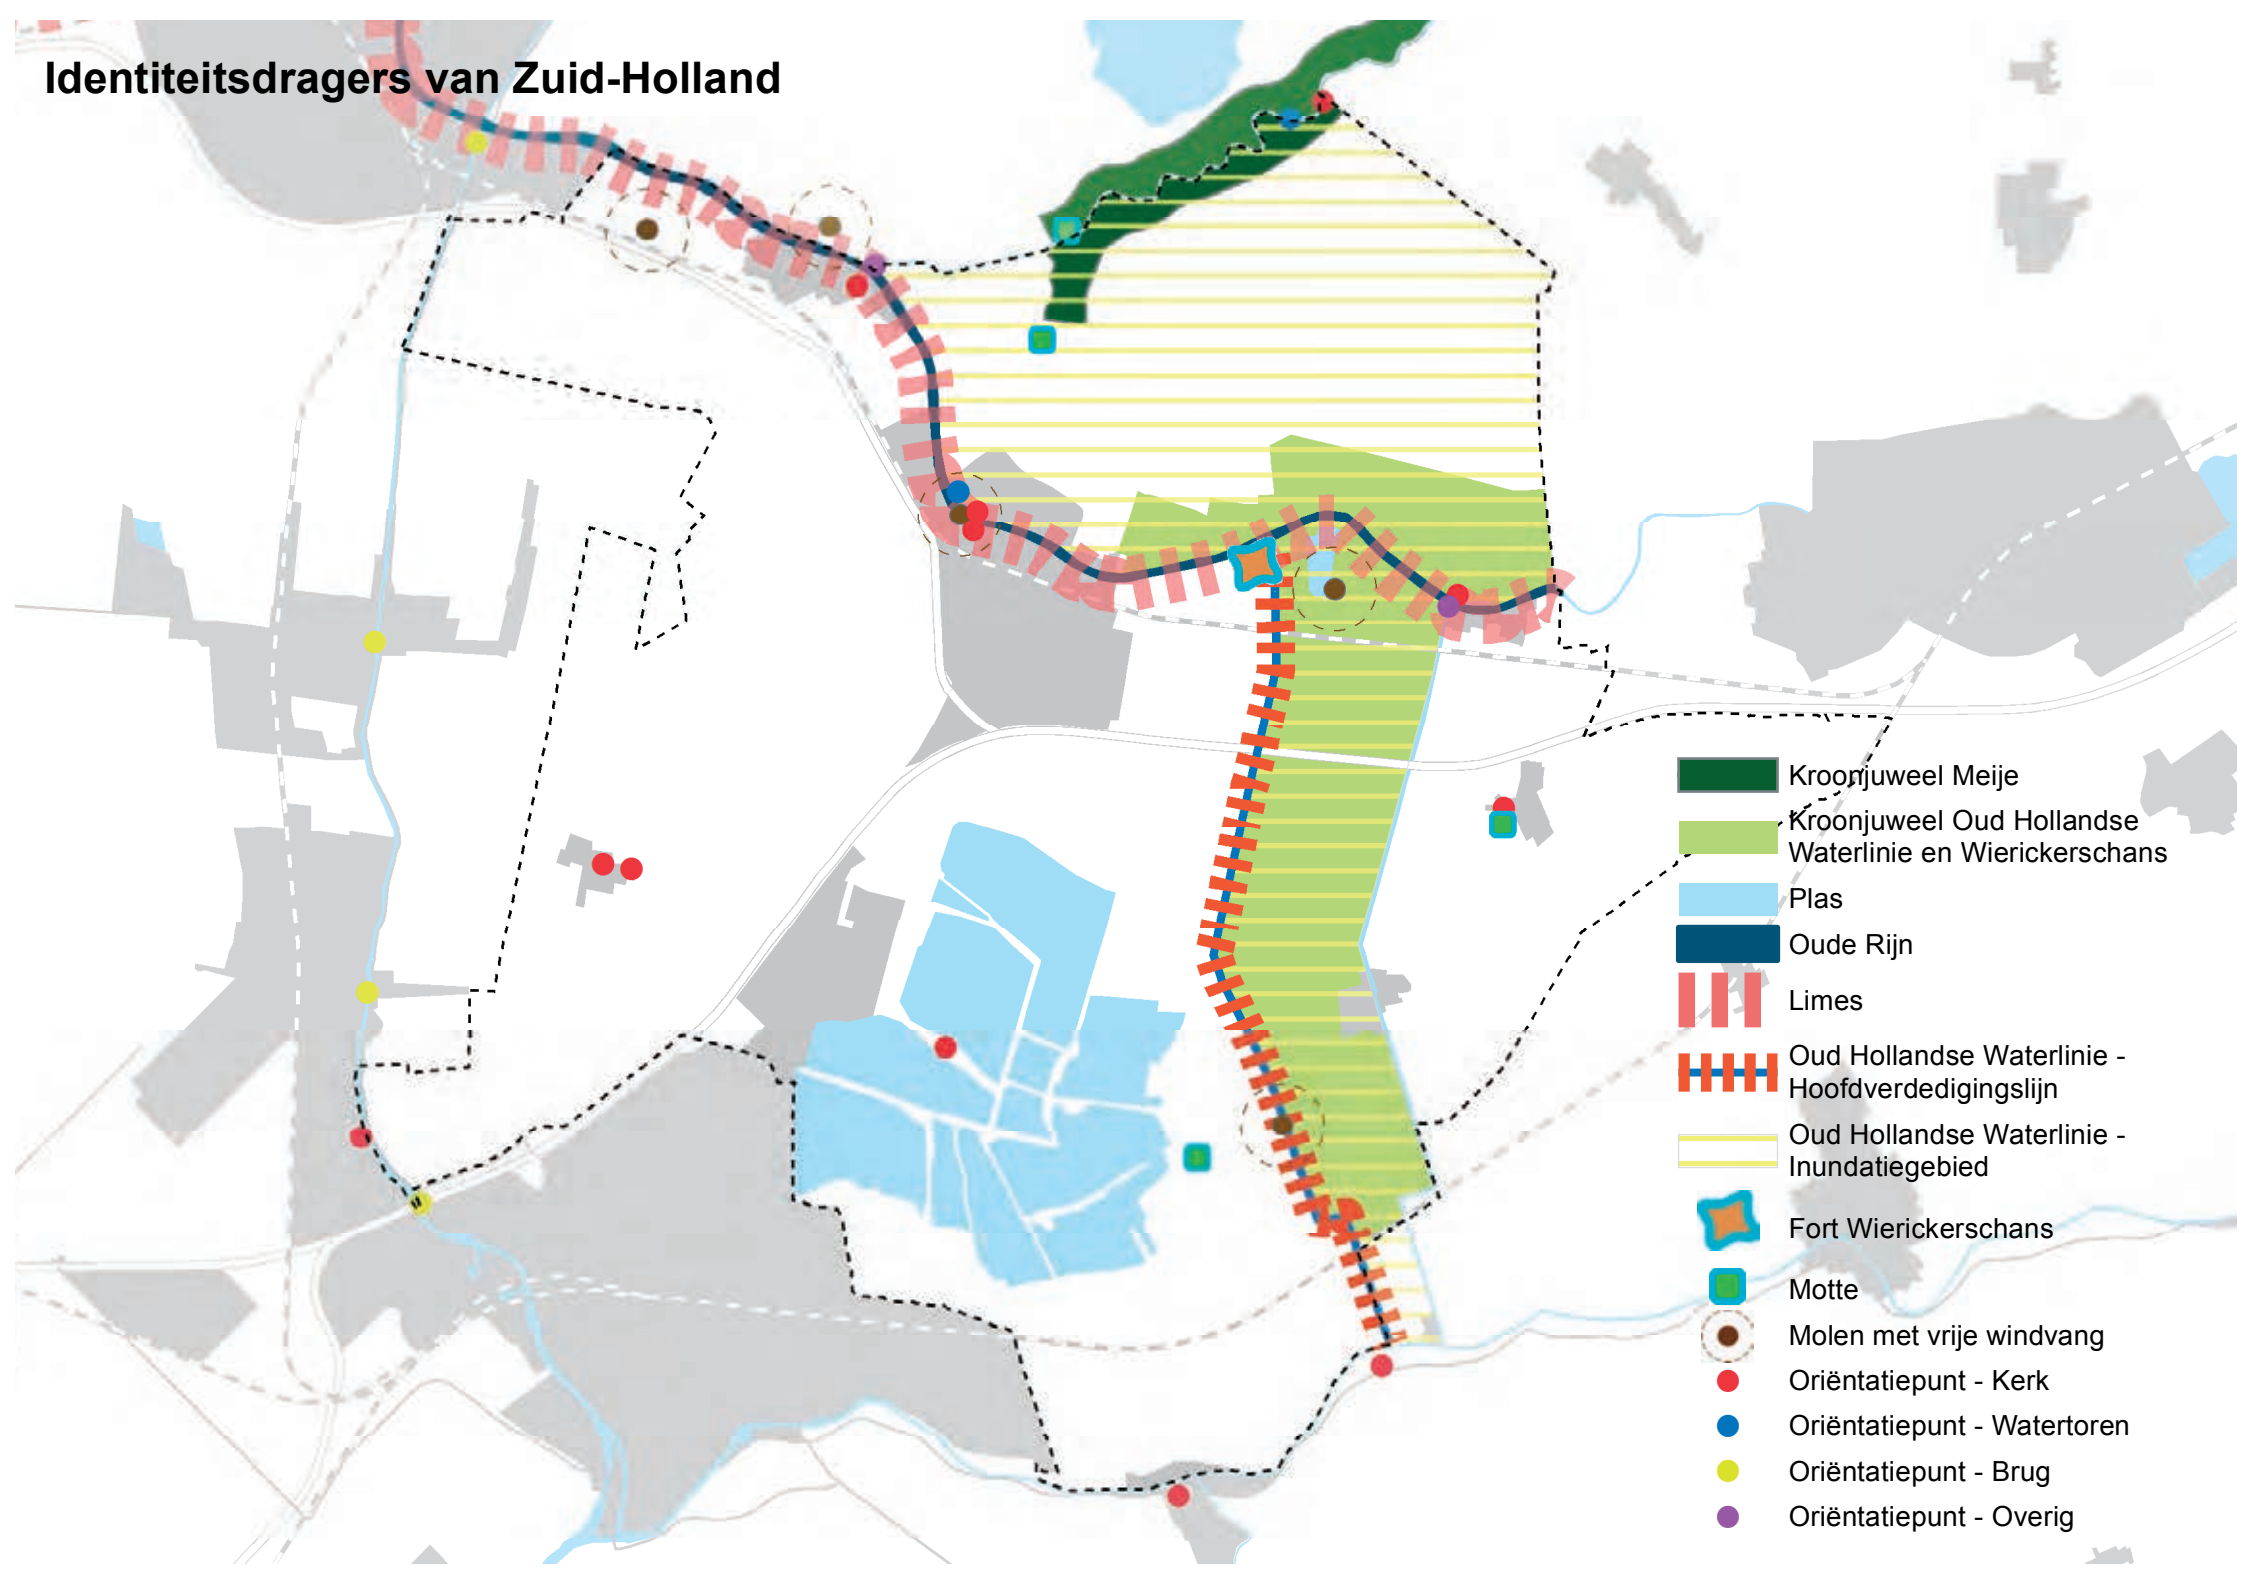 Identiteitsdragers van Zuid-Holland
Kroonjuweel Meije
Kroonjuweel Oud Hollandse
Waterlinie en Wierickerschans
Plas
Oude Rijn
Limes
Oud Hollandse Waterlinie -
Hoofdverdedigingslijn
Oud Hollandse Waterlinie -
Inundatiegebied
Fort Wierickerschans
Motte
Molen met vrije windvang
Oriëntatiepunt - Kerk
Oriëntatiepunt - Watertoren
Oriëntatiepunt - Brug
Oriëntatiepunt - Overig